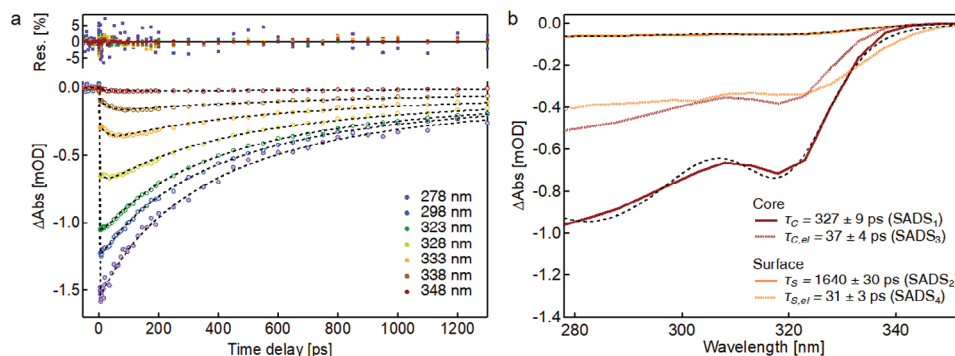 a
Res. [%]
5
0
-5
0.0
-0.5
-1.0
-1.5
ΔAbs [mOD]
278 nm
298 nm
323 nm
328 nm
333 nm
338 nm
348 nm
0 200 400 600 800 1000 1200
Time delay [ps]
b
0.0
-0.2
-0.4
-0.6
-0.8
-1.0
-1.2
-1.4
ΔAbs [mOD]
Core
τC = 327 ± 9 ps (SADS1)
τC,el = 37 ± 4 ps (SADS3)
Surface
τS = 1640 ± 30 ps (SADS2)
τS,el = 31 ± 3 ps (SADS4)
280 300 320 340
Wavelength [nm]